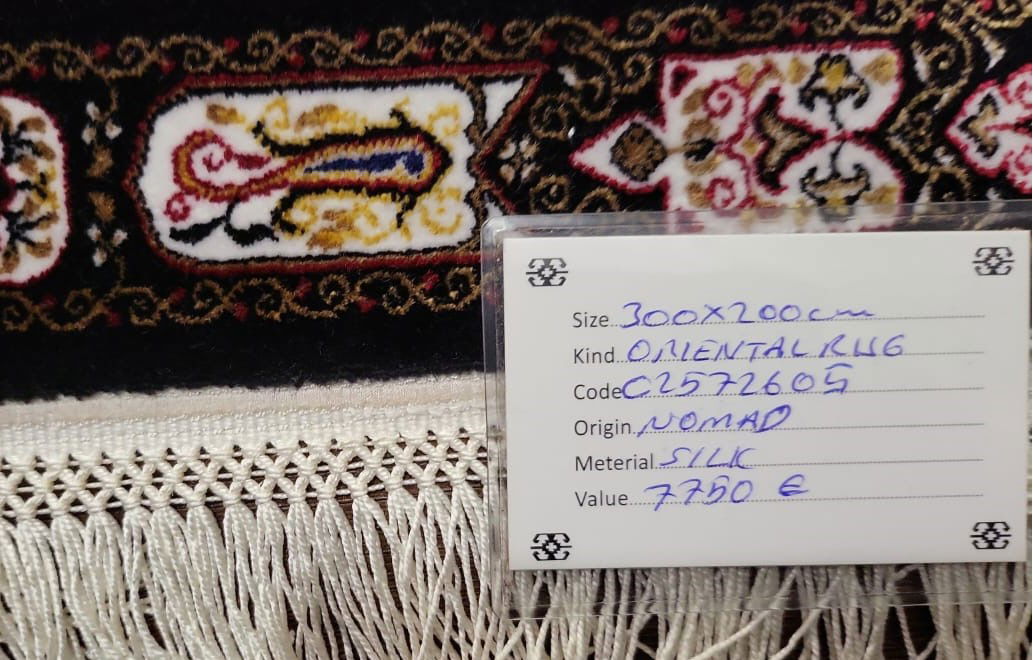 Size 300x200cm
Kind ORIENTAL RUG
Code C2572605
Origin NOMAD
Meterial SILK
Value 7750 €